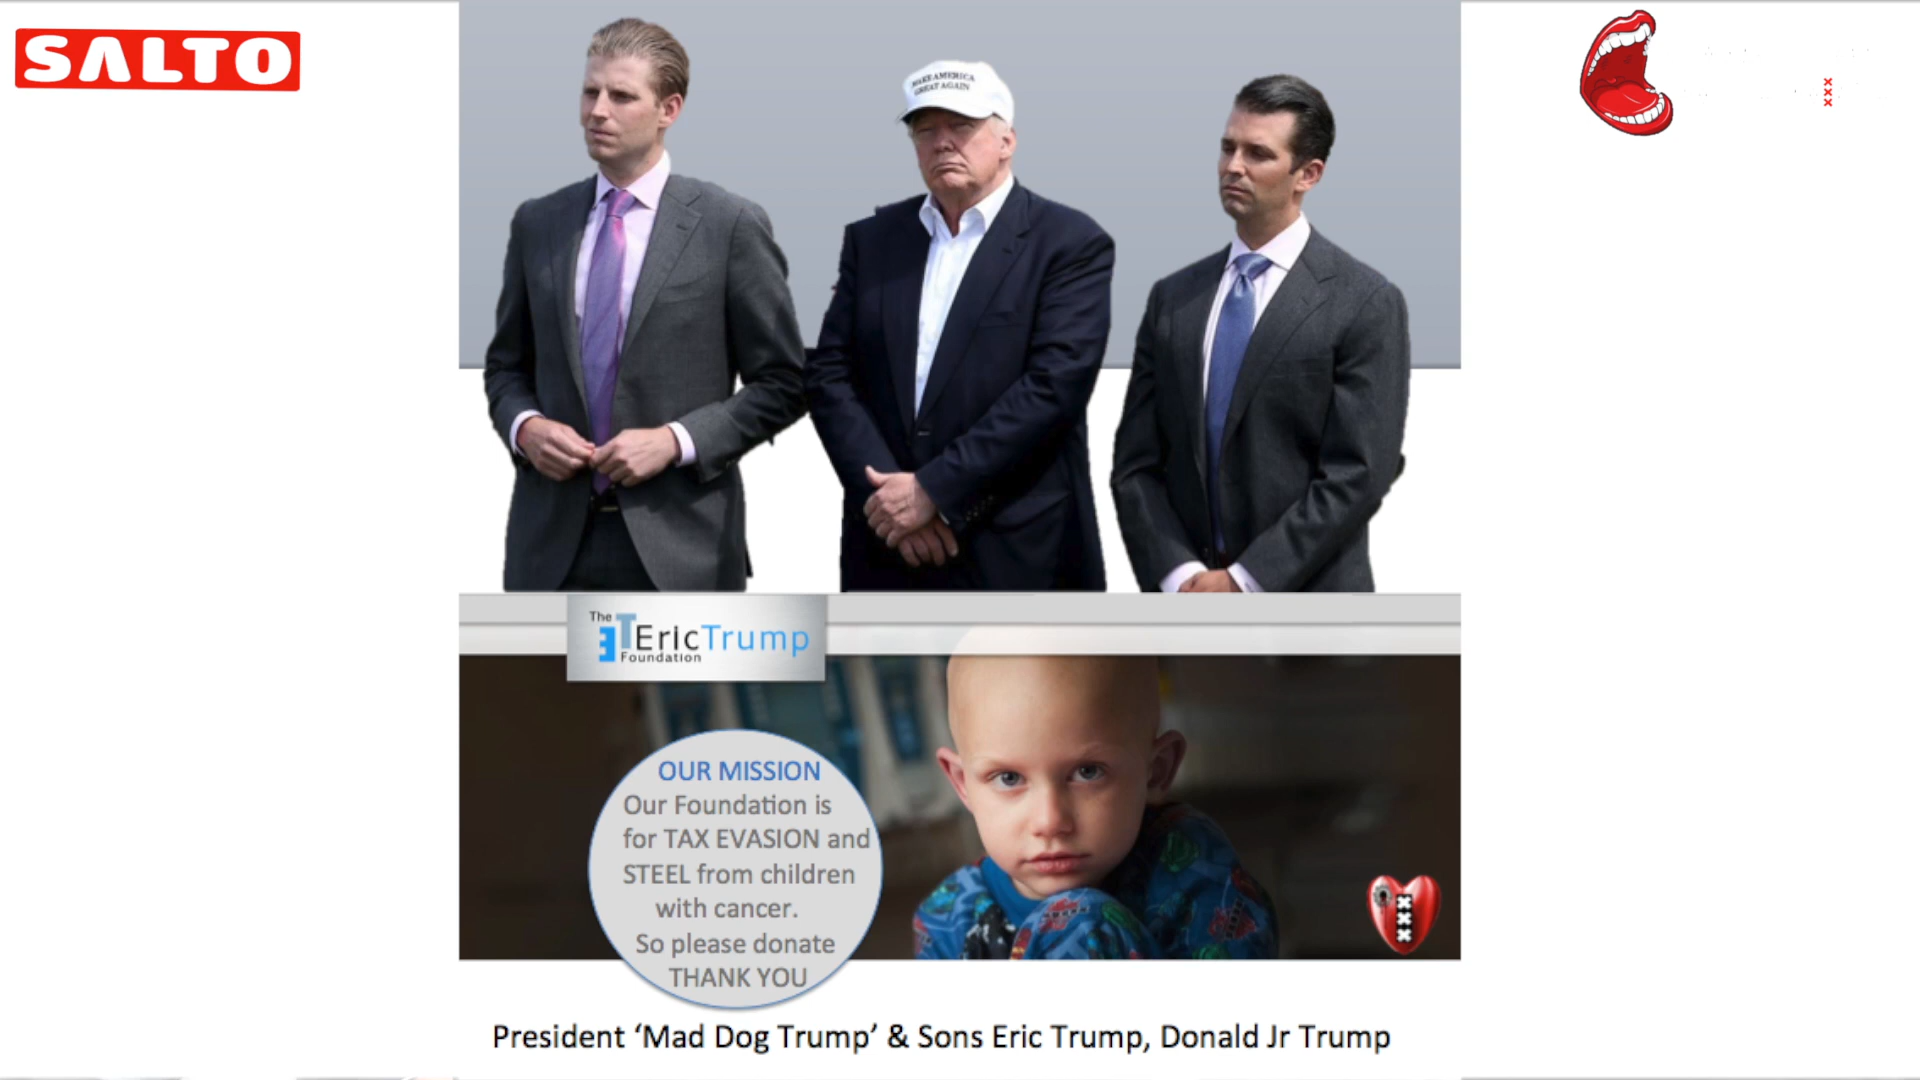 SALTO
MAKE AMERICA
GREAT AGAIN
The
EricTrump
Foundation
OUR MISSION
Our Foundation is
for TAX EVASION and
STEEL from children
with cancer.
So please donate
THANK YOU
President ‘Mad Dog Trump’ & Sons Eric Trump, Donald Jr Trump